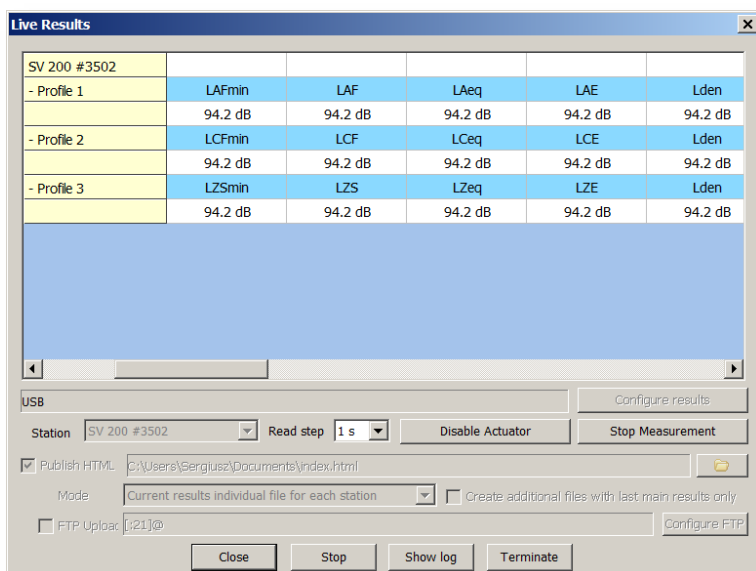 Live Results
SV 200 #3502
- Profile 1 LAFmin LAF LAeq LAE Lden
94.2 dB 94.2 dB 94.2 dB 94.2 dB 94.2 dB
- Profile 2 LCFmin LCF LCeq LCE Lden
94.2 dB 94.2 dB 94.2 dB 94.2 dB 94.2 dB
- Profile 3 LZSmin LZS LZeq LZE Lden
94.2 dB 94.2 dB 94.2 dB 94.2 dB 94.2 dB
USB Configure results
Station SV 200 #3502 Read step 1 s Disable Actuator Stop Measurement
Publish HTML C:\Users\Sergiusz\Documents\index.html
Mode Current results individual file for each station Create additional files with last main results only
FTP Upload [:21]@ Configure FTP
Close Stop Show log Terminate